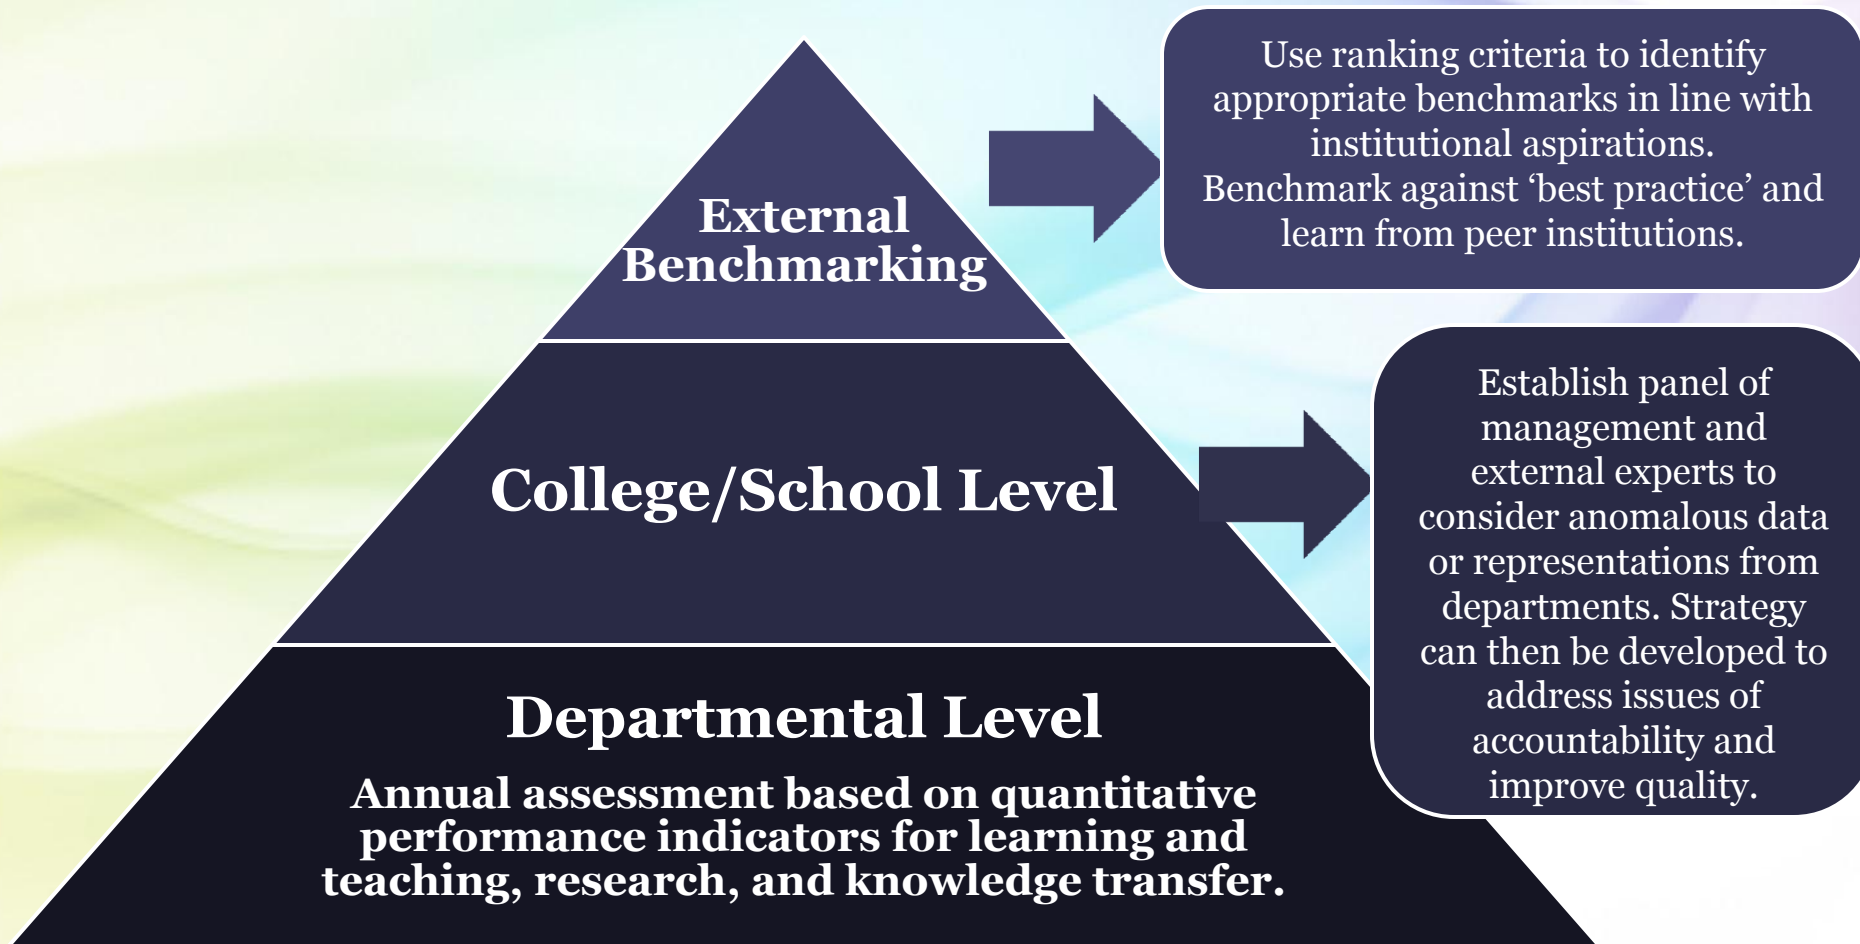 External
Benchmarking
Use ranking criteria to identify
appropriate benchmarks in line with
institutional aspirations.
Benchmark against ‘best practice’ and
learn from peer institutions.
College/School Level
Establish panel of
management and
external experts to
consider anomalous data
or representations from
departments. Strategy
can then be developed to
address issues of
accountability and
improve quality.
Departmental Level
Annual assessment based on quantitative
performance indicators for learning and
teaching, research, and knowledge transfer.